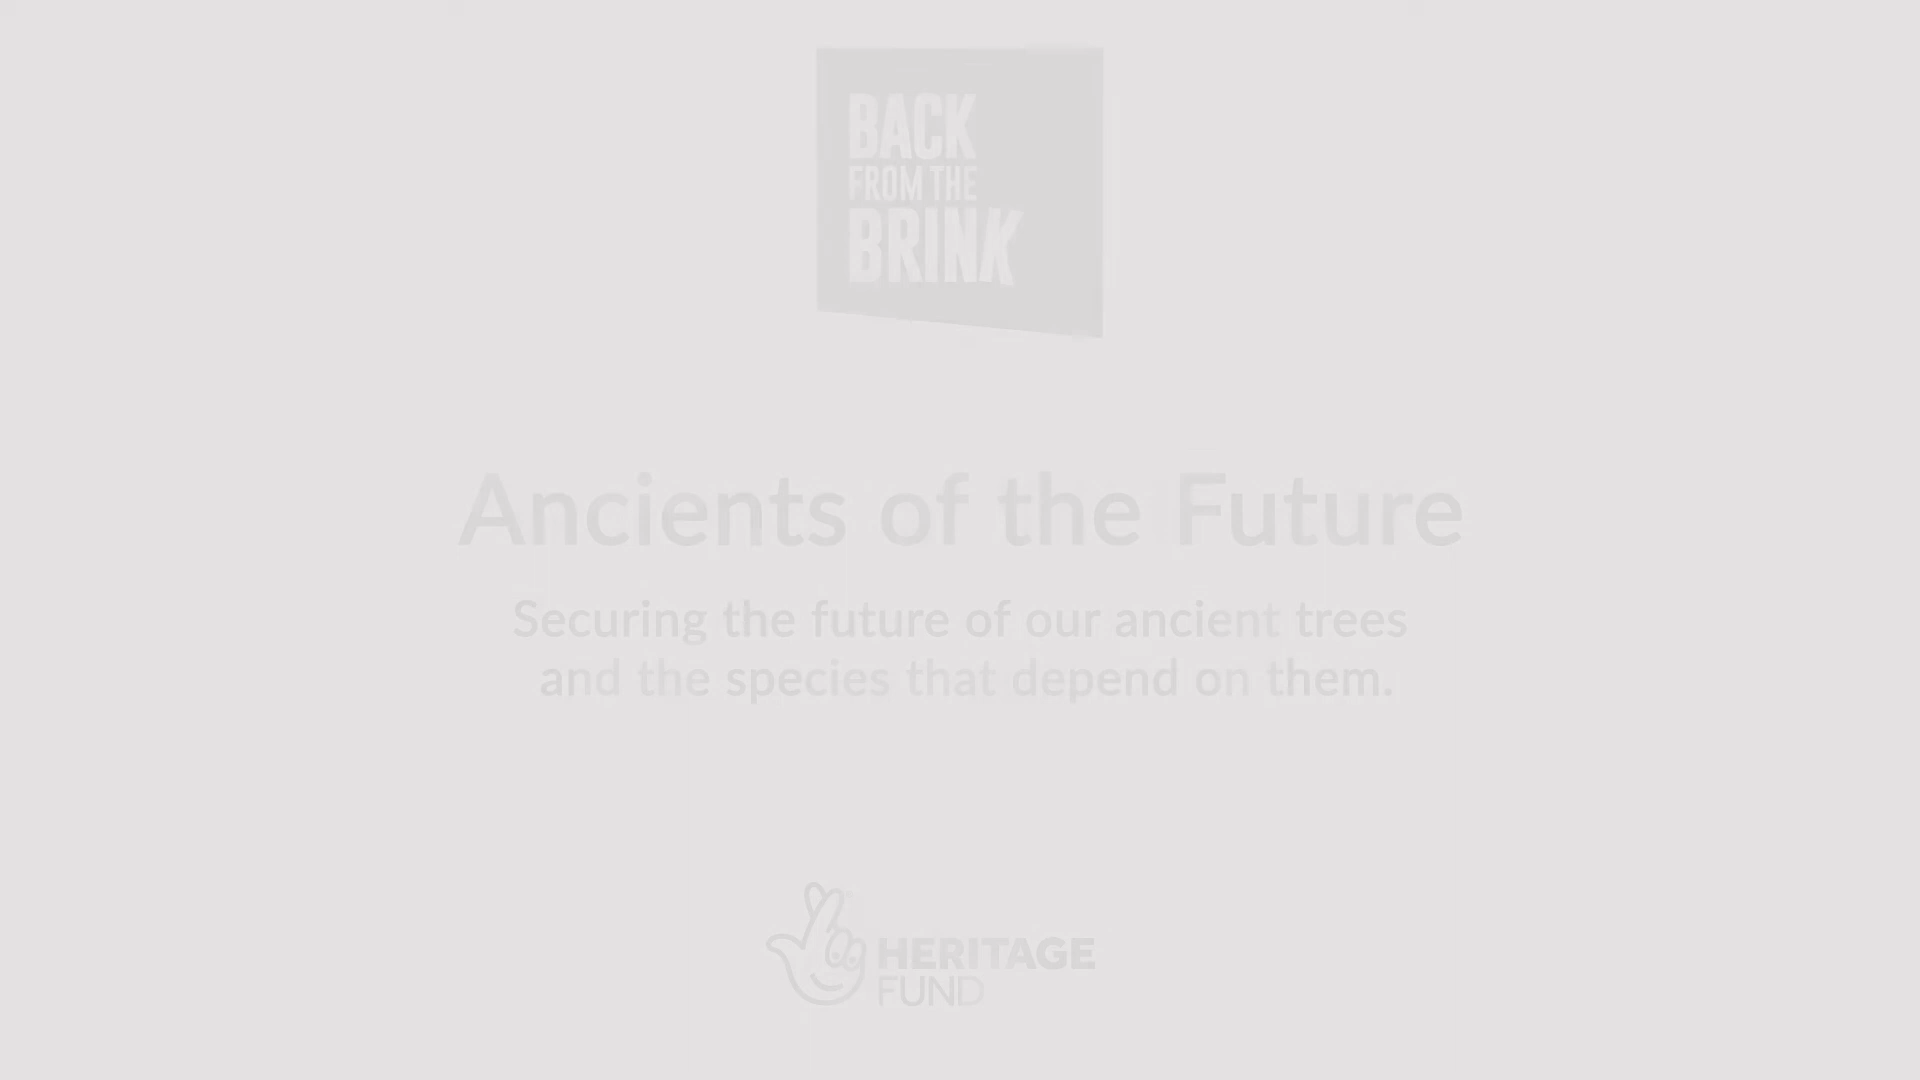 BACK
FROM THE
BRINK
Ancients of the Future
Securing the future of our ancient trees
and the species that depend on them.
HERITAGE
FUND